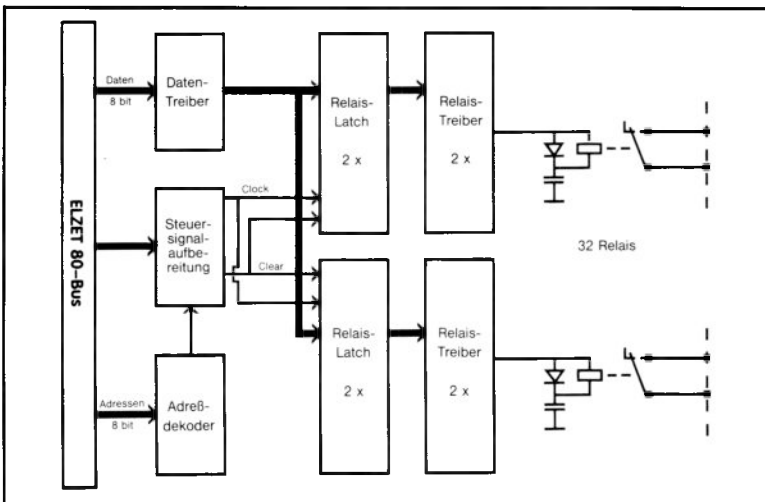 ELZET 80-Bus
Daten
8 bit
Daten-
Treiber
Steuer-
signal-
aufbe-
reitung
Adressen
8 bit
Adreß-
dekoder
Clock
Clear
Relais-
Latch
2 x
Relais-
Treiber
2 x
32 Relais
Relais-
Latch
2 x
Relais-
Treiber
2 x